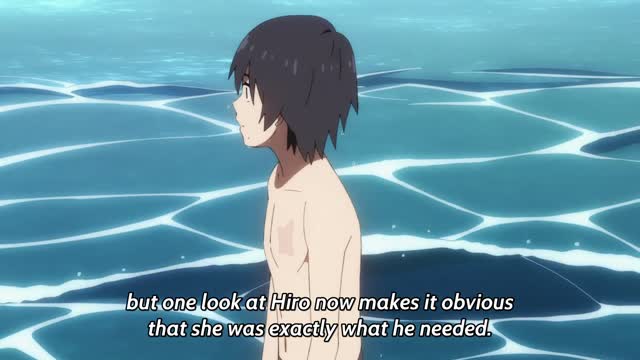 but one look at Hiro now makes it obvious
that she was exactly what he needed.